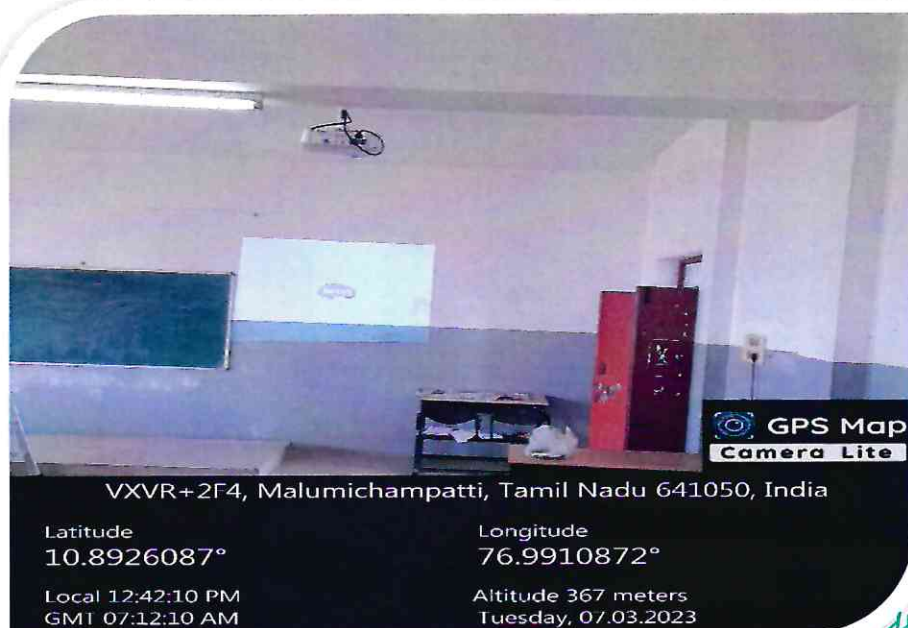 GPS Map
Camera Lite
VXVR+2F4, Malumichampatti, Tamil Nadu 641050, India
Latitude
10.8926087°
Longitude
76.9910872°
Local 12:42:10 PM
GMT 07:12:10 AM
Altitude 367 meters
Tuesday, 07.03.2023